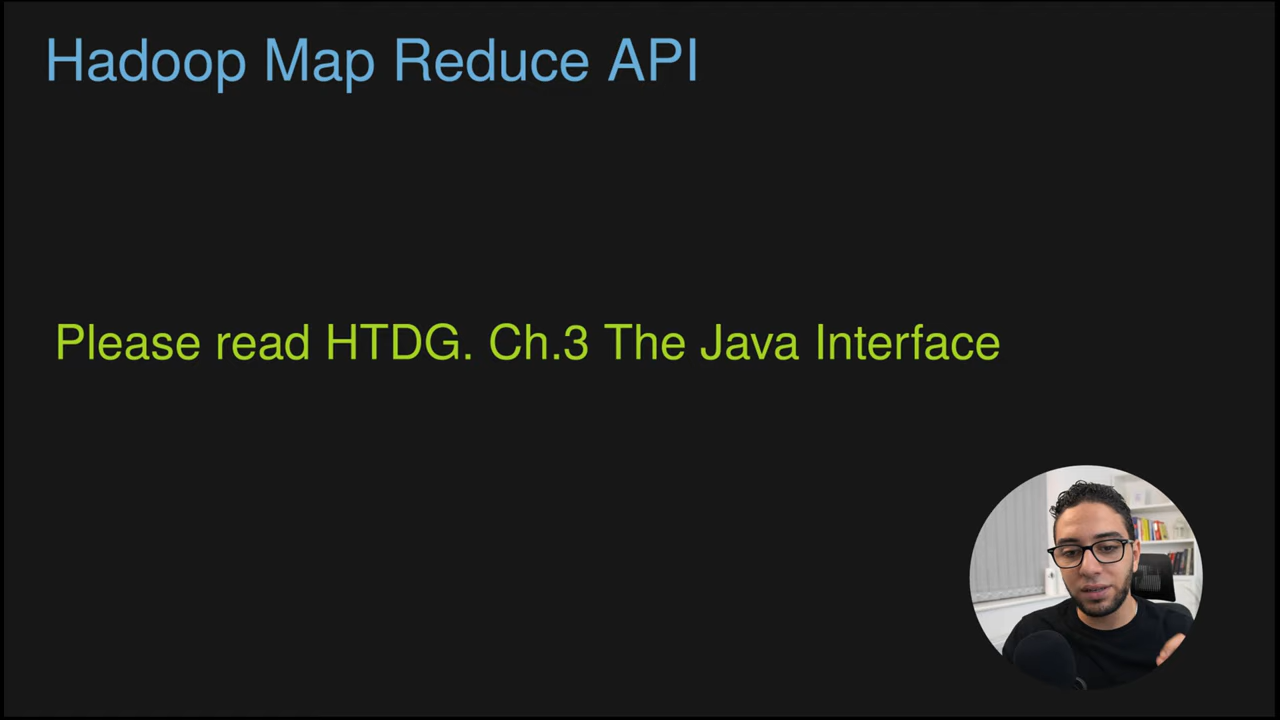 Hadoop Map Reduce API
Please read HTDG. Ch.3 The Java Interface